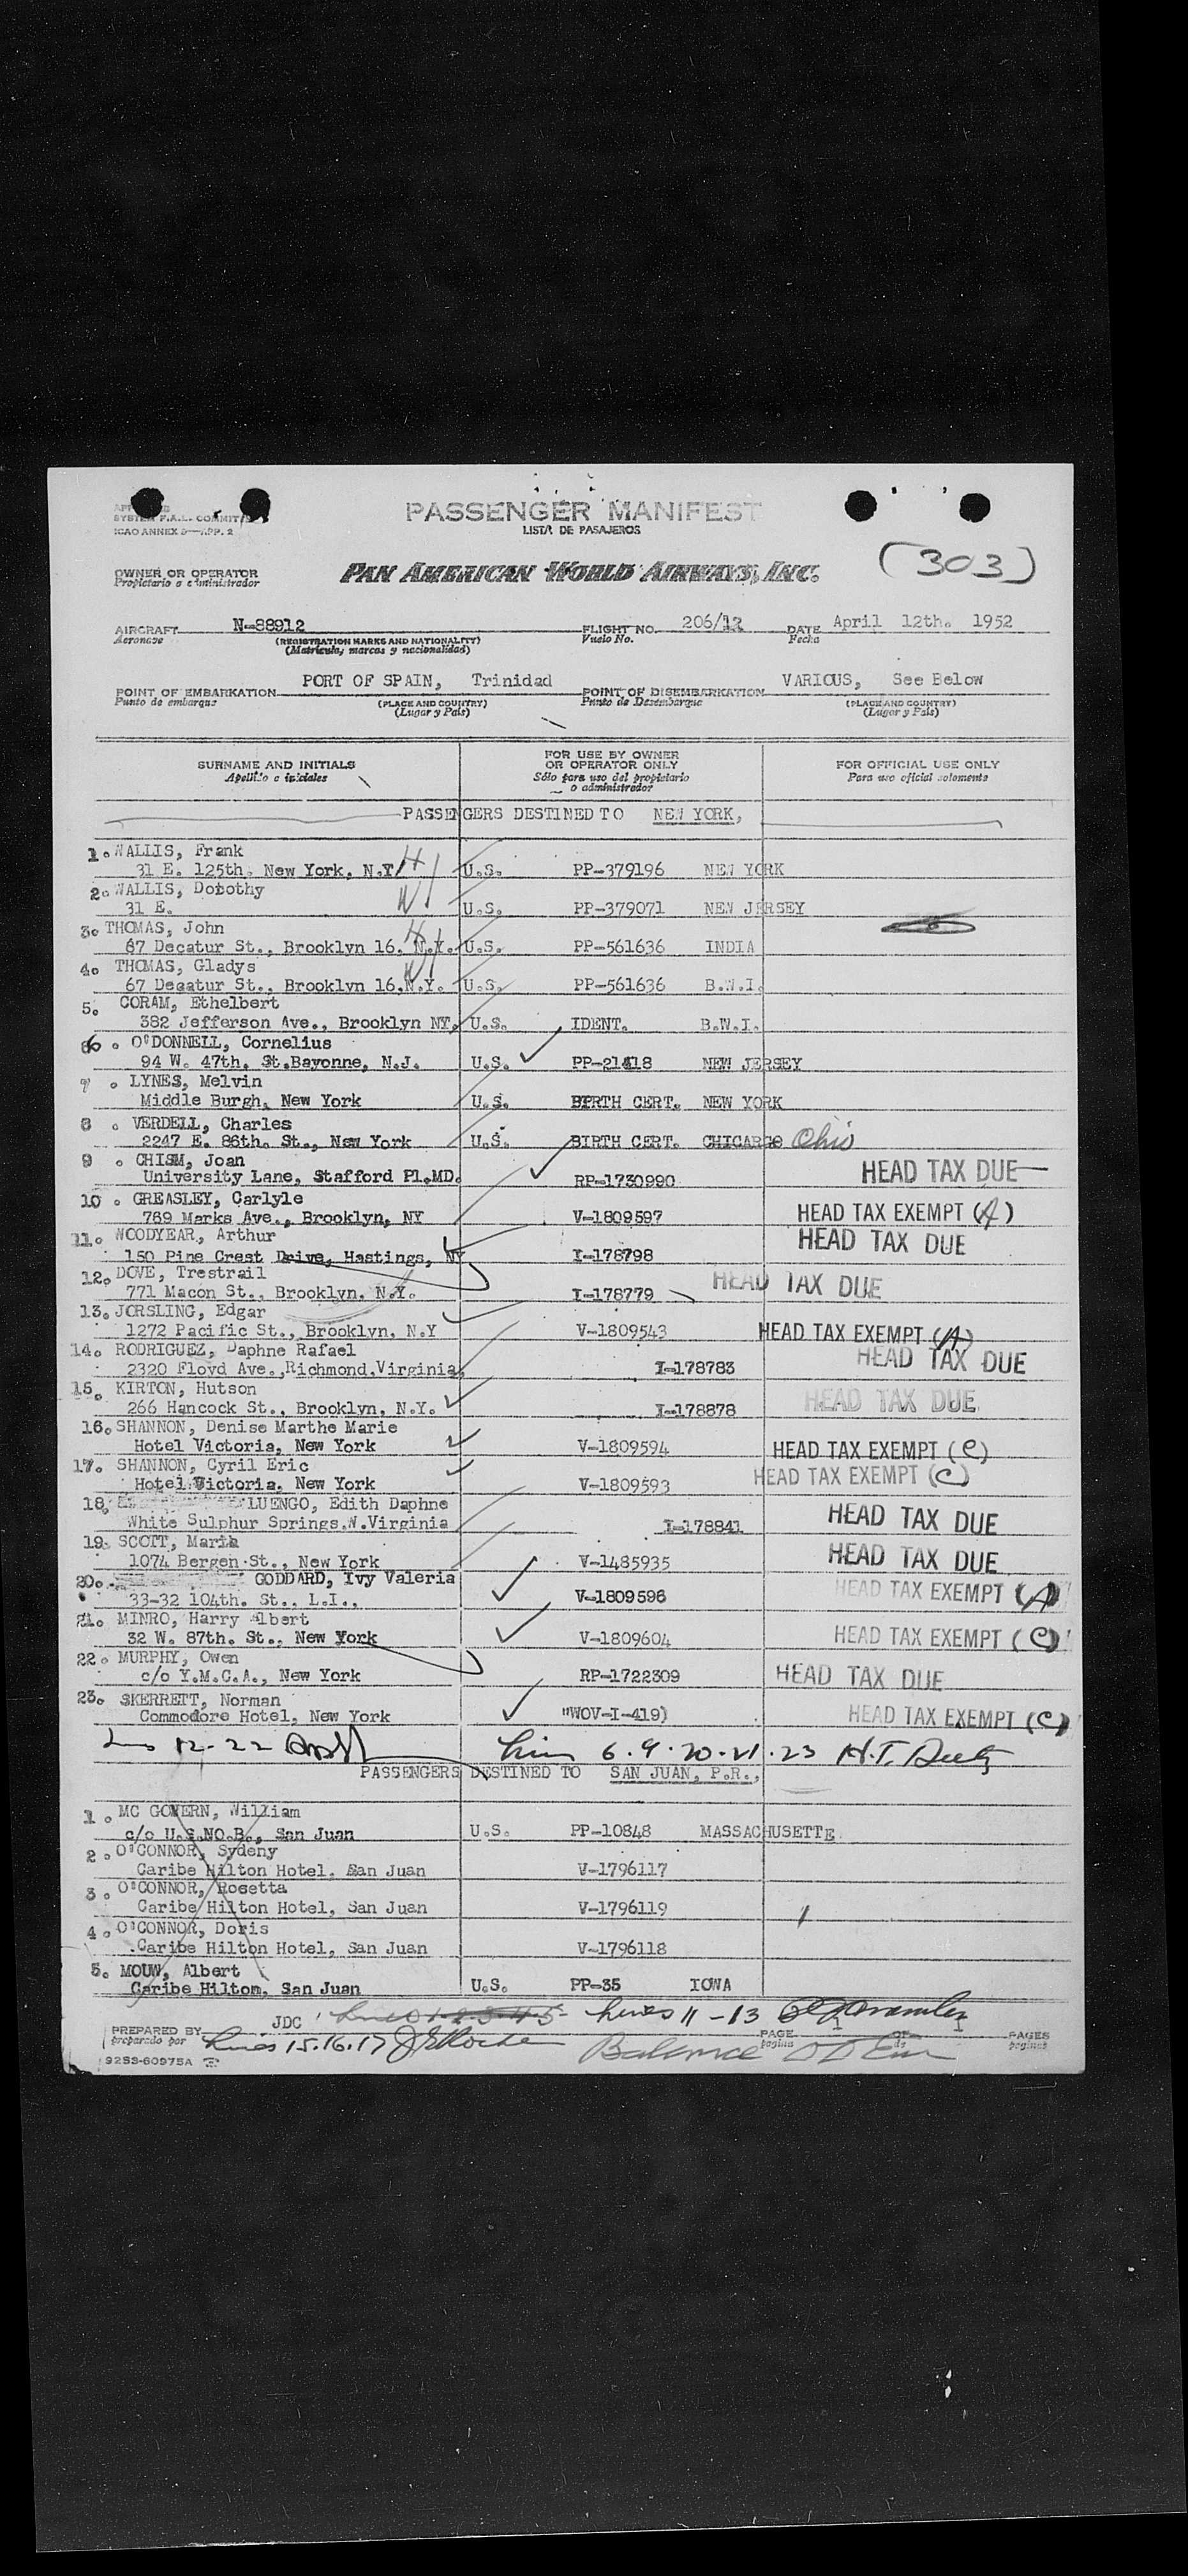 SYSTEM F.A.L. COMMITTEE
ICAO ANNEX 9—APP. 2
PASSENGER MANIFEST
LISTA DE PASAJEROS
(303)
OWNER OR OPERATOR
Propietario o administrador
PAN AMERICAN WORLD AIRWAYS, INC.
AIRCRAFT N-88912 FLIGHT NO. 206/12 DATE April 12th. 1952
Aeronave (REGISTRATION MARKS AND NATIONALITY) Vuelo No. Fecha
(Matrícula, marcas y nacionalidad)
POINT OF EMBARKATION PORT OF SPAIN, Trinidad POINT OF DISEMBARKATION VARIOUS, See Below
Punto de embarque (PLACE AND COUNTRY) Punto de Desembarque (PLACE AND COUNTRY)
(Lugar y País) (Lugar y País)
SURNAME AND INITIALS FOR USE BY OWNER OR OPERATOR ONLY FOR OFFICIAL USE ONLY
Apellido e iniciales Sólo para uso del propietario o administrador Para uso oficial solamente
PASSENGERS DESTINED TO NEW YORK,
1. WALLIS, Frank H
31 E. 125th. New York, N.Y. U.S. PP-379196 NEW YORK
2. WALLIS, Dorothy W
31 E. U.S. PP-379071 NEW JERSEY
3. THOMAS, John H
67 Decatur St., Brooklyn 16. N.Y. U.S. PP-561636 INDIA
4. THOMAS, Gladys W
67 Decatur St., Brooklyn 16,N.Y. U.S. PP-561636 B.W.I.
5. CORAM, Ethelbert
382 Jefferson Ave., Brooklyn NY. U.S. IDENT. B.W.I.
6. O'DONNELL, Cornelius
94 W. 47th. St.Bayonne, N.J. U.S. PP-21418 NEW JERSEY
7. LYNES, Melvin
Middle Burgh, New York U.S. BIRTH CERT. NEW YORK
8. VERDELL, Charles
2247 E. 86th. St., New York U.S. BIRTH CERT. CHICARGO Ohio
9. CHISM, Joan
University Lane, Stafford Pl.MD. RP-1730990 HEAD TAX DUE
10. GREASLEY, Carlyle
769 Marks Ave., Brooklyn, NY V-1809597 HEAD TAX EXEMPT (A)
11. WOODYEAR, Arthur
150 Pine Crest Drive, Hastings, NY I-178798 HEAD TAX DUE
12. DOVE, Trestrail
771 Macon St., Brooklyn, N.Y. I-178779 HEAD TAX DUE
13. JORSLING, Edgar
1272 Pacific St., Brooklyn, N.Y V-1809543 HEAD TAX EXEMPT (A)
14. RODRIGUEZ, Daphne Rafael
2320 Floyd Ave.,Richmond,Virginia, I-178783 HEAD TAX DUE
15. KIRTON, Hutson
266 Hancock St., Brooklyn, N.Y. I-178878 HEAD TAX DUE
16. SHANNON, Denise Marthe Marie
Hotel Victoria, New York V-1809594 HEAD TAX EXEMPT (C)
17. SHANNON, Cyril Eric
Hotel Victoria, New York V-1809593 HEAD TAX EXEMPT (C)
18. LUENGO, Edith Daphne
White Sulphur Springs,W.Virginia I-178841 HEAD TAX DUE
19. SCOTT, Maria
1074 Bergen St., New York V-1485935 HEAD TAX DUE
20. GODDARD, Ivy Valeria
33-32 104th. St., L.I., V-1809596 HEAD TAX EXEMPT (A)
21. MINRO, Harry Albert
32 W. 87th. St., New York V-1809604 HEAD TAX EXEMPT (C)
22. MURPHY, Owen
c/o Y.M.C.A., New York RP-1722309 HEAD TAX DUE
23. SKERRETT, Norman
Commodore Hotel, New York "WOV-I-419) HEAD TAX EXEMPT (C)
12-22 6.9.20.21.23 H.T.
PASSENGERS DESTINED TO SAN JUAN, P.R.,
1. MC GOVERN, William
c/o U.S.NO.B., San Juan U.S. PP-10848 MASSACHUSETTE
2. O'CONNOR, Sydeny
Caribe Hilton Hotel, San Juan V-1796117
3. O'CONNOR, Rosetta
Caribe Hilton Hotel, San Juan V-1796119
4. O'CONNOR, Doris
Caribe Hilton Hotel, San Juan V-1796118
5. MOUW, Albert
Caribe Hiltom, San Juan U.S. PP-35 IOWA
JDC Lines 11-13
PREPARED BY PAGE 1 OF 1 PAGES
preparado por Lines 15.16.17 Balance página de páginas
9253-60975A